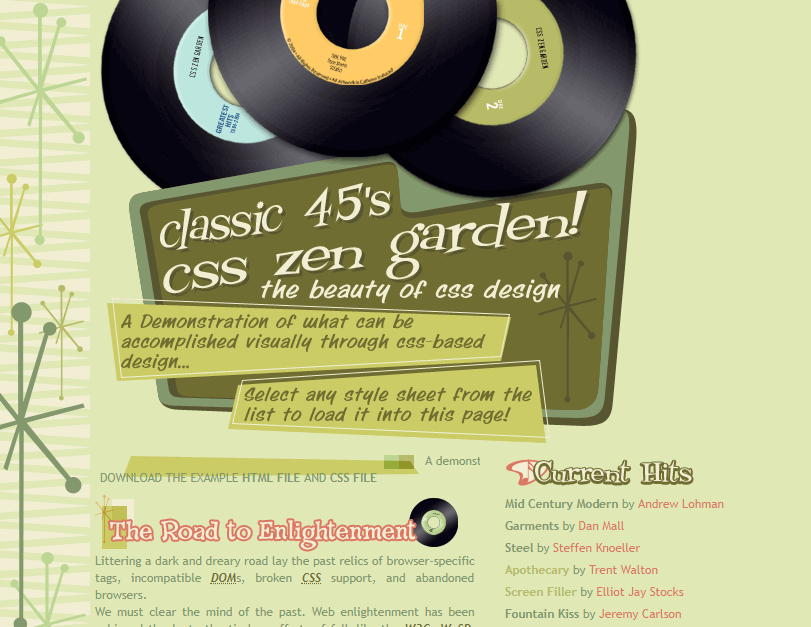 CSS ZEN GARDEN
GREATEST HITS
SIDE 1
CSS ZEN GARDEN
SIDE 2
classic 45's
css zen garden!
the beauty of css design
A Demonstration of what can be
accomplished visually through css-based
design...
Select any style sheet from the
list to load it into this page!
A demonst
DOWNLOAD THE EXAMPLE HTML FILE AND CSS FILE
The Road to Enlightenment
Littering a dark and dreary road lay the past relics of browser-specific
tags, incompatible DOMs, broken CSS support, and abandoned
browsers.
We must clear the mind of the past. Web enlightenment has been
Current Hits
Mid Century Modern by Andrew Lohman
Garments by Dan Mall
Steel by Steffen Knoeller
Apothecary by Trent Walton
Screen Filler by Elliot Jay Stocks
Fountain Kiss by Jeremy Carlson